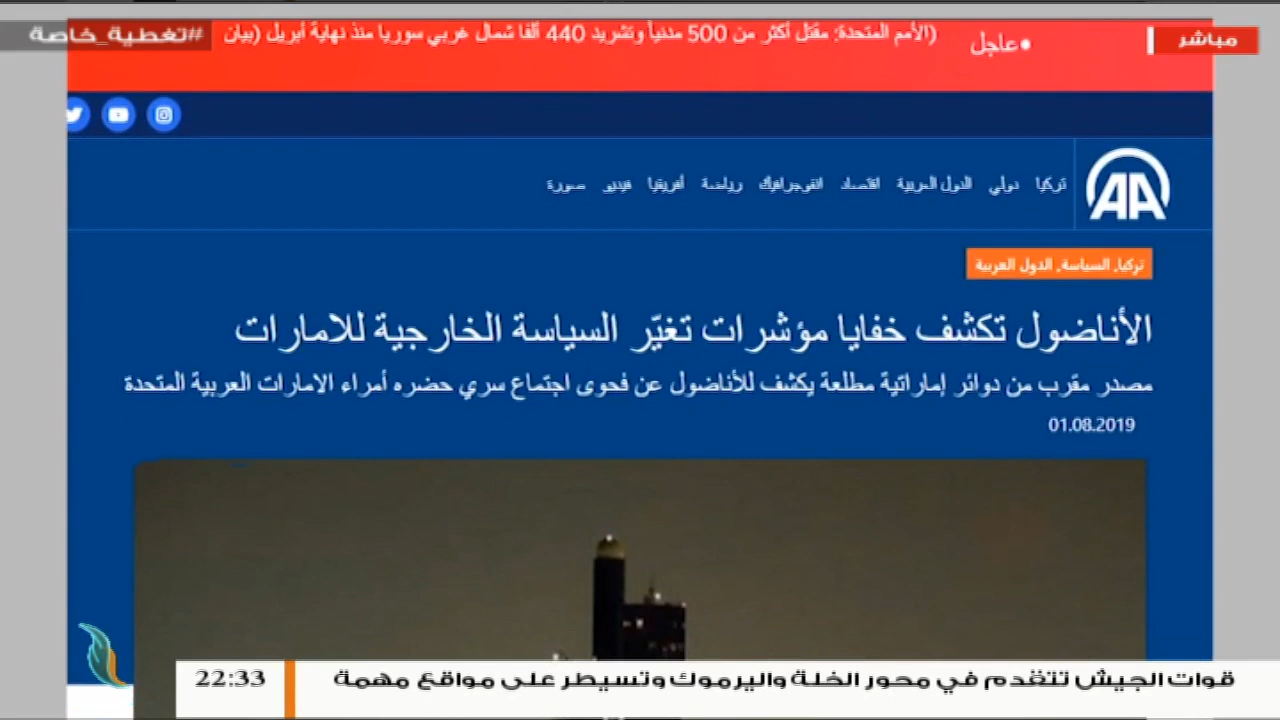 مباشر
#تغطية_خاصة
عاجل
(الأمم المتحدة: مقتل أكثر من 500 مدنياً وتشريد 440 ألفا شمال غربي سوريا منذ نهاية أبريل (بيان
AA
تركيا دولي الدول العربية اقتصاد انفوجرافيك رياضة أفريقيا فيديو صورة
تركيا, السياسة, الدول العربية
الأناضول تكشف خفايا مؤشرات تغيّر السياسة الخارجية للامارات
مصدر مقرب من دوائر إماراتية مطلعة يكشف للأناضول عن فحوى اجتماع سري حضره أمراء الامارات العربية المتحدة
01.08.2019
قوات الجيش تتقدم في محور الخلة واليرموك وتسيطر على مواقع مهمة
22:33